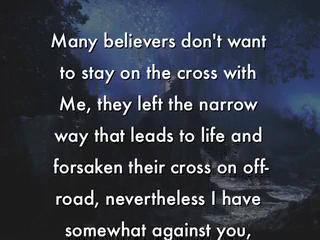 Many believers don't want
to stay on the cross with
Me, they left the narrow
way that leads to life and
forsaken their cross on off-
road, nevertheless I have
somewhat against you,